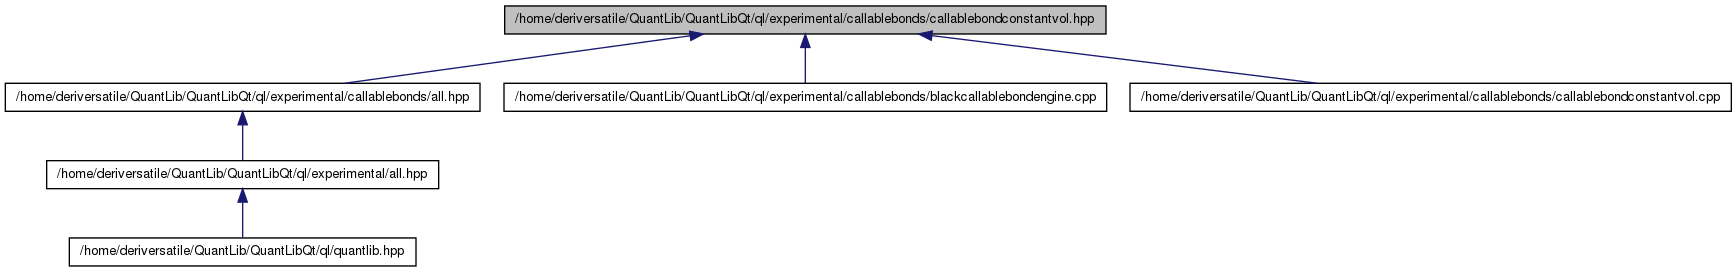 /home/deriversatile/QuantLib/QuantLibQt/ql/experimental/callablebonds/callablebondconstantvol.hpp
/home/deriversatile/QuantLib/QuantLibQt/ql/experimental/callablebonds/all.hpp
/home/deriversatile/QuantLib/QuantLibQt/ql/experimental/callablebonds/blackcallablebondengine.cpp
/home/deriversatile/QuantLib/QuantLibQt/ql/experimental/callablebonds/callablebondconstantvol.cpp
/home/deriversatile/QuantLib/QuantLibQt/ql/experimental/all.hpp
/home/deriversatile/QuantLib/QuantLibQt/ql/quantlib.hpp